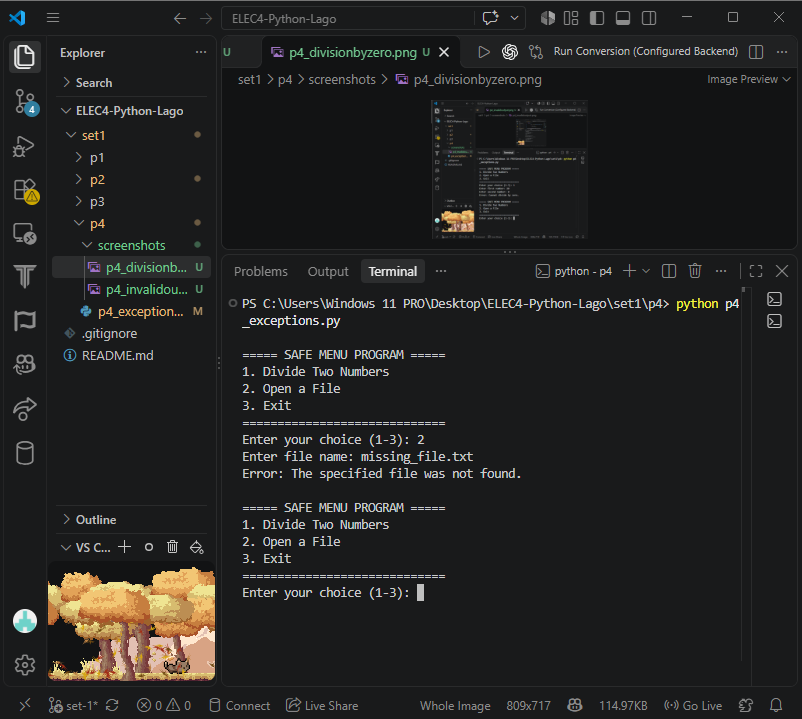 ELEC4-Python-Lago
Explorer
Search
ELEC4-Python-Lago
set1
p1
p2
p3
p4
screenshots
p4_divisionb... U
p4_invalidou... U
p4_exception... M
.gitignore
README.md
Outline
VS C...
4
U
p4_divisionbyzero.png U
Run Conversion (Configured Backend)
set1 > p4 > screenshots > p4_divisionbyzero.png
Image Preview
Problems Output Terminal
python - p4
PS C:\Users\Windows 11 PRO\Desktop\ELEC4-Python-Lago\set1\p4> python p4
_exceptions.py
===== SAFE MENU PROGRAM =====
1. Divide Two Numbers
2. Open a File
3. Exit
=============================
Enter your choice (1-3): 2
Enter file name: missing_file.txt
Error: The specified file was not found.
===== SAFE MENU PROGRAM =====
1. Divide Two Numbers
2. Open a File
3. Exit
=============================
Enter your choice (1-3):
set-1* 0 0 Connect Live Share Whole Image 809x717 114.97KB Go Live